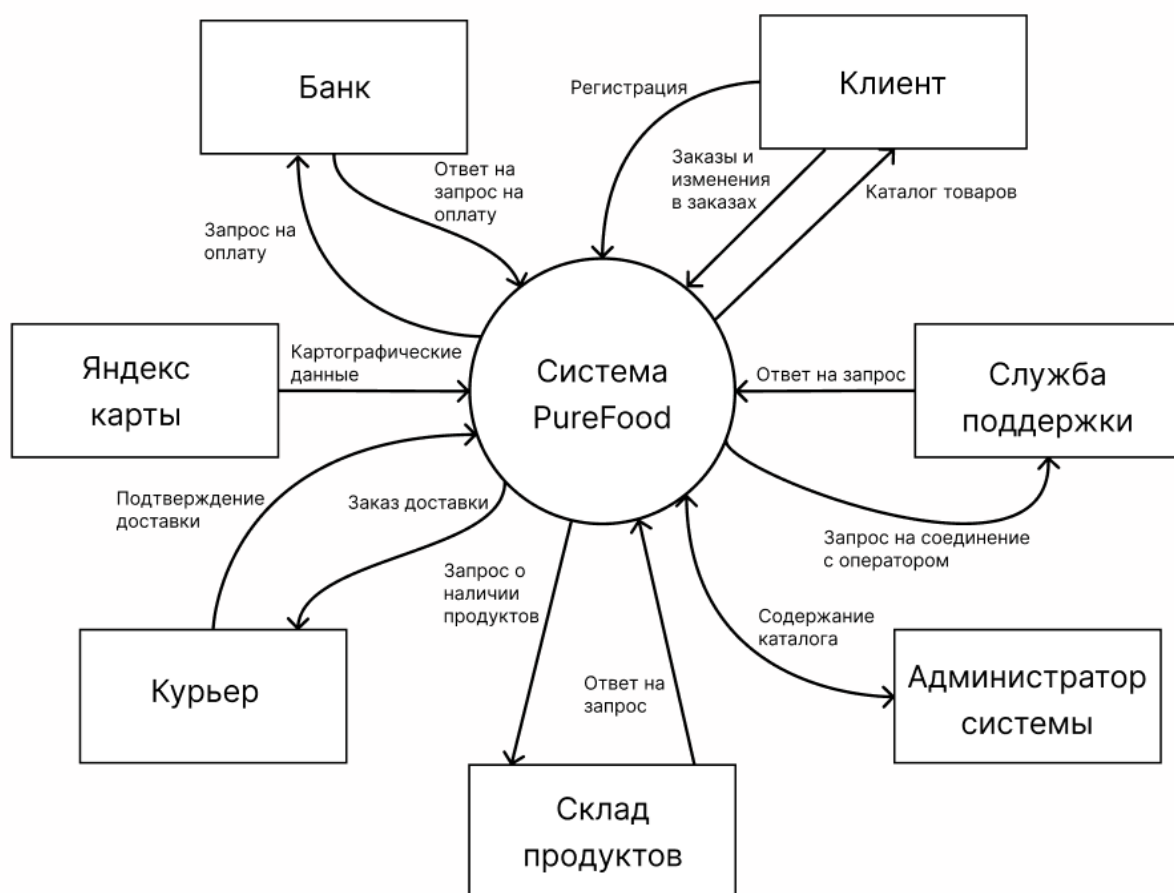 Банк
Клиент
Регистрация
Ответ на
запрос на
оплату
Заказы и
изменения
в заказах
Каталог товаров
Запрос на
оплату
Яндекс
карты
Картографические
данные
Система
PureFood
Ответ на запрос
Служба
поддержки
Подтверждение
доставки
Заказ доставки
Запрос на соединение
с оператором
Запрос о
наличии
продуктов
Содержание
каталога
Курьер
Ответ на
запрос
Администратор
системы
Склад
продуктов